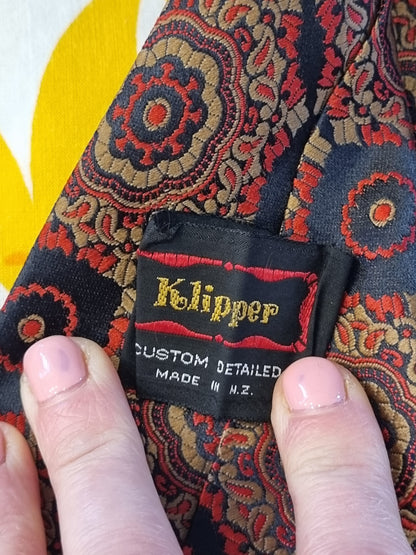 Klipper
CUSTOM DETAILED
MADE IN N.Z.